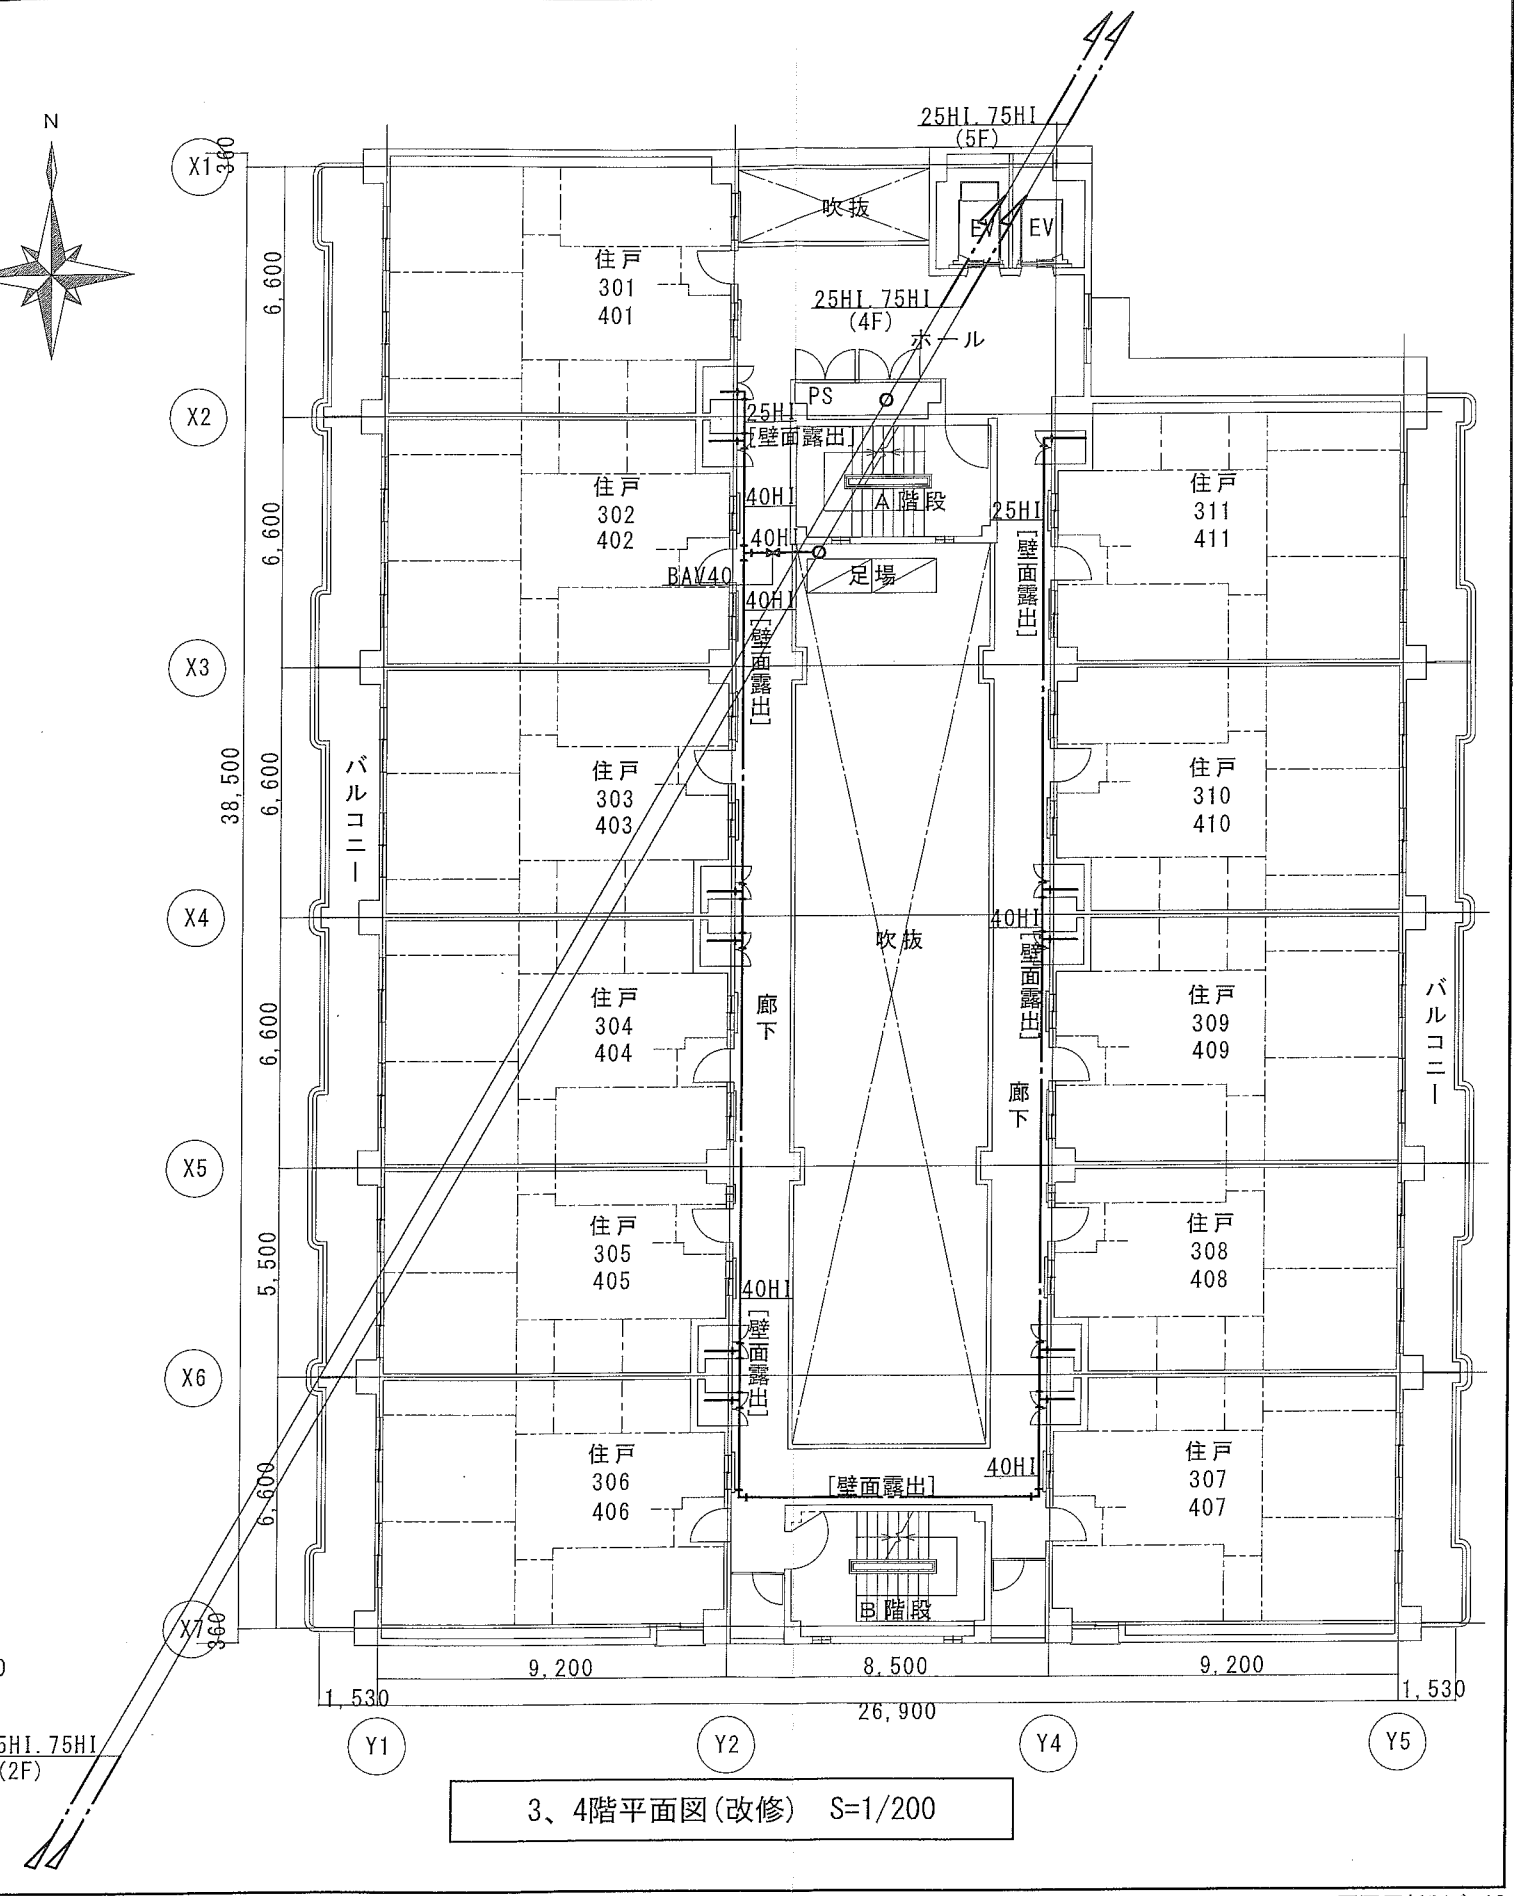 N
25HI.75HI
(5F)
X1
360
吹抜
EV
EV
住戸
301
401
6,600
25HI.75HI
(4F)
ホール
PS
X2
25HI
[壁面露出]
住戸
302
402
40HI
A階段
25HI
[壁面露出]
住戸
311
411
6,600
40HI
BAV40
足場
40HI
[壁面露出]
X3
38,500
6,600
バルコニー
住戸
303
403
住戸
310
410
X4
40HI
[壁面露出]
吹抜
住戸
304
404
廊下
住戸
309
409
バルコニー
6,600
廊下
X5
住戸
305
405
住戸
308
408
5,500
40HI
[壁面露出]
X6
住戸
306
406
40HI
[壁面露出]
住戸
307
407
6,600
X7
360
B階段
9,200
8,500
9,200
1,530
26,900
1,530
Y1
Y2
Y4
Y5
5HI.75HI
(2F)
3、4階平面図(改修) S=1/200